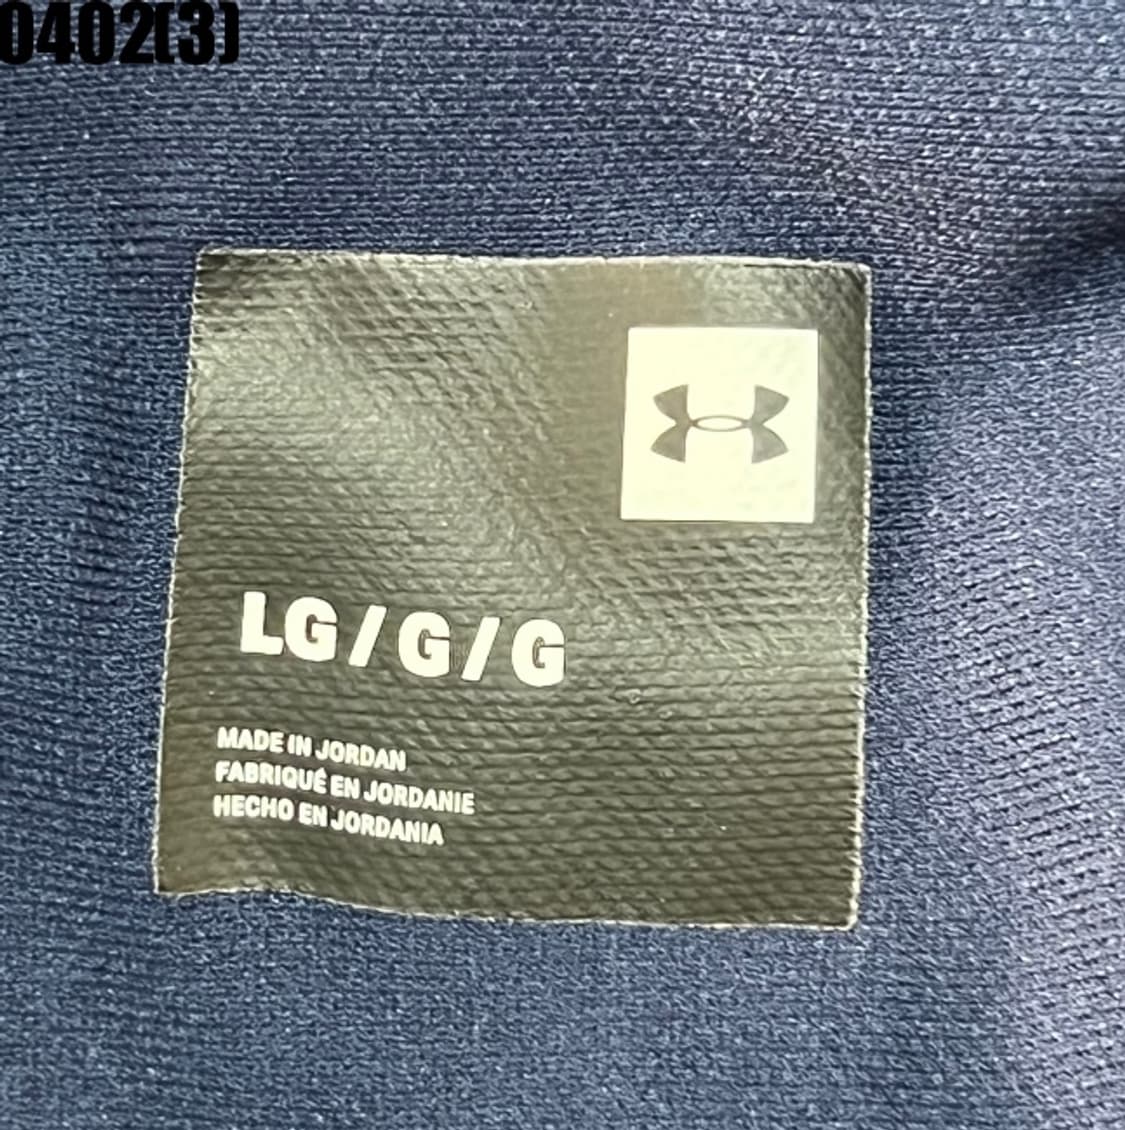 0402(3)
LG/G/G
MADE IN JORDAN
FABRIQUÉ EN JORDANIE
HECHO EN JORDANIA